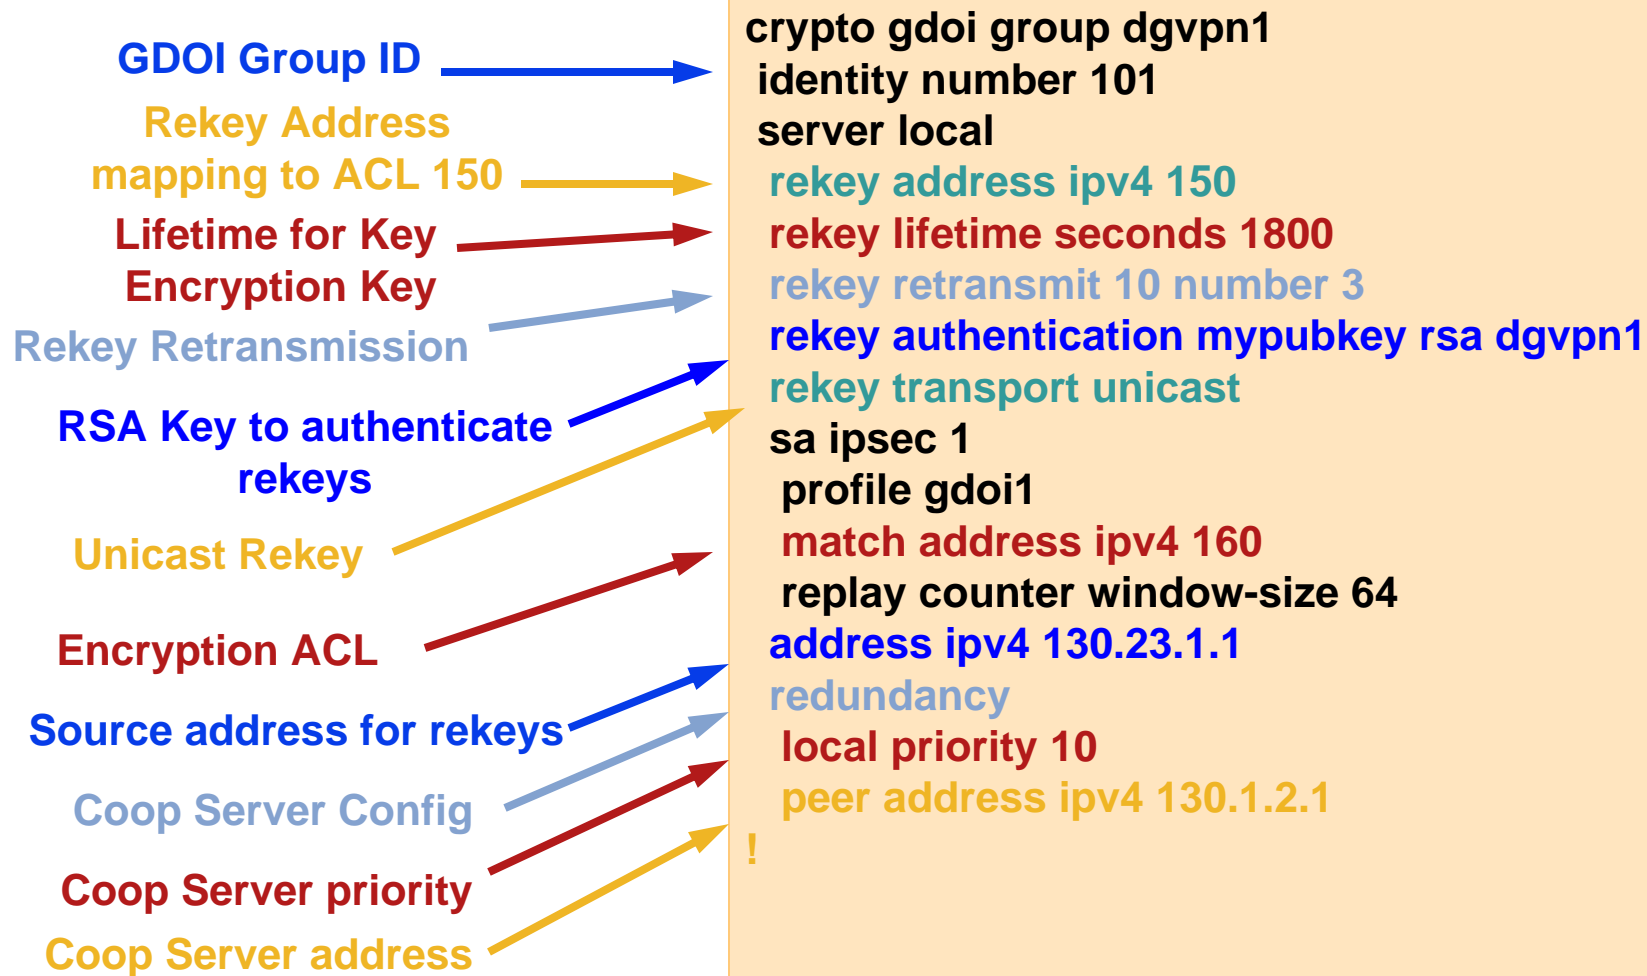 GDOI Group ID
Rekey Address
mapping to ACL 150
Lifetime for Key
Encryption Key
Rekey Retransmission
RSA Key to authenticate
rekeys
Unicast Rekey
Encryption ACL
Source address for rekeys
Coop Server Config
Coop Server priority
Coop Server address
crypto gdoi group dgvpn1
identity number 101
server local
rekey address ipv4 150
rekey lifetime seconds 1800
rekey retransmit 10 number 3
rekey authentication mypubkey rsa dgvpn1
rekey transport unicast
sa ipsec 1
profile gdoi1
match address ipv4 160
replay counter window-size 64
address ipv4 130.23.1.1
redundancy
local priority 10
peer address ipv4 130.1.2.1
!